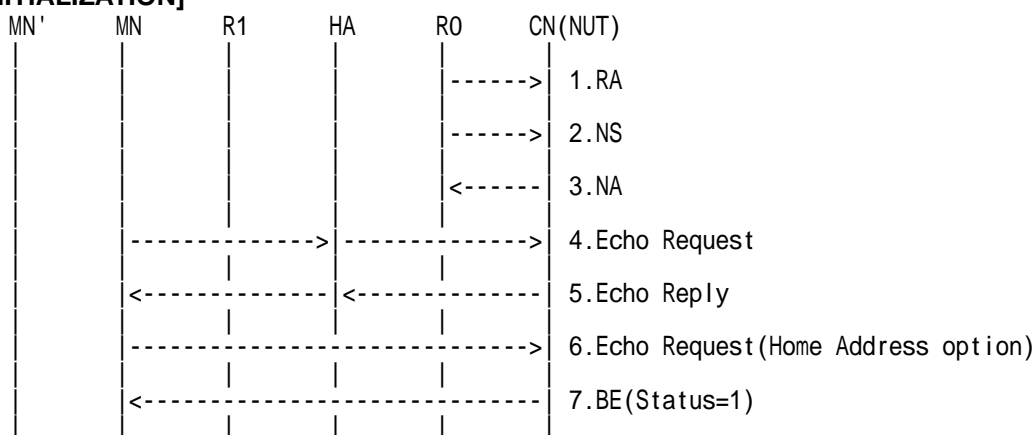 NITIALIZATION]
MN' MN R1 HA R0 CN(NUT)
1.RA
2.NS
3.NA
4.Echo Request
5.Echo Reply
6.Echo Request(Home Address option)
7.BE(Status=1)